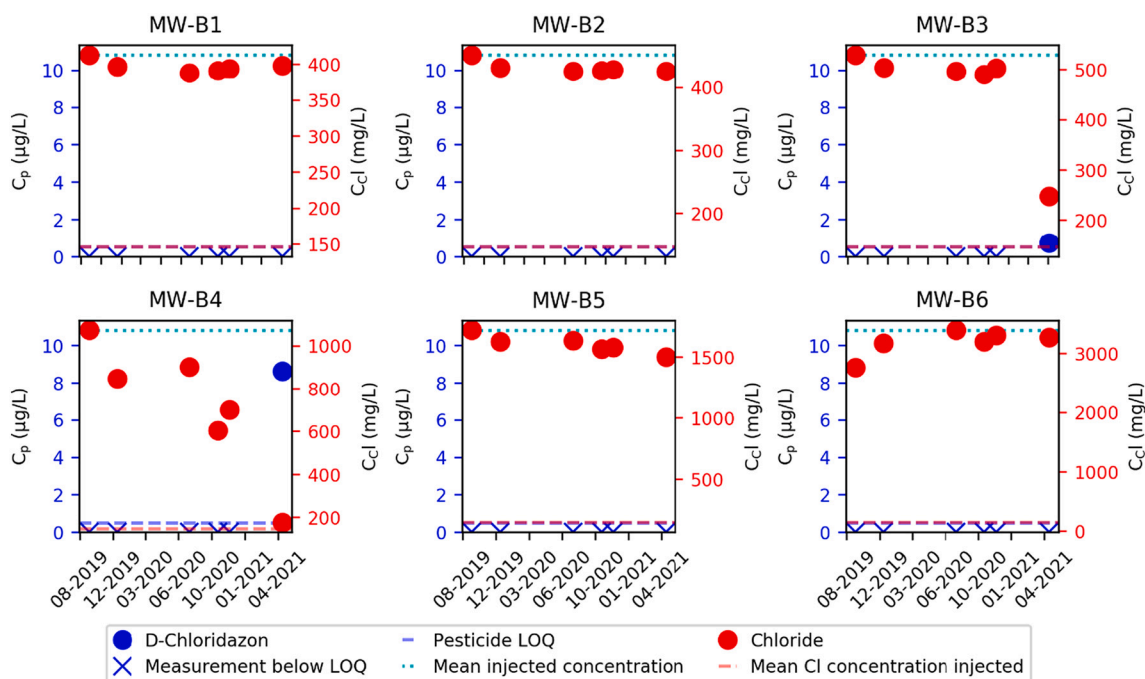 MW-B1 MW-B2 MW-B3
10 8 6 4 2 0
Cp (µg/L)
400 350 300 250 200 150
CCl (mg/L)
10 8 6 4 2 0
Cp (µg/L)
400 300 200
CCl (mg/L)
10 8 6 4 2 0
Cp (µg/L)
500 400 300 200
CCl (mg/L)
MW-B4 MW-B5 MW-B6
10 8 6 4 2 0
Cp (µg/L)
1000 800 600 400 200
CCl (mg/L)
10 8 6 4 2 0
Cp (µg/L)
1500 1000 500
CCl (mg/L)
10 8 6 4 2 0
Cp (µg/L)
3000 2000 1000 0
CCl (mg/L)
08-2019 12-2019 03-2020 06-2020 10-2020 01-2021 04-2021
08-2019 12-2019 03-2020 06-2020 10-2020 01-2021 04-2021
08-2019 12-2019 03-2020 06-2020 10-2020 01-2021 04-2021
D-Chloridazon Pesticide LOQ Chloride
Measurement below LOQ Mean injected concentration Mean Cl concentration injected